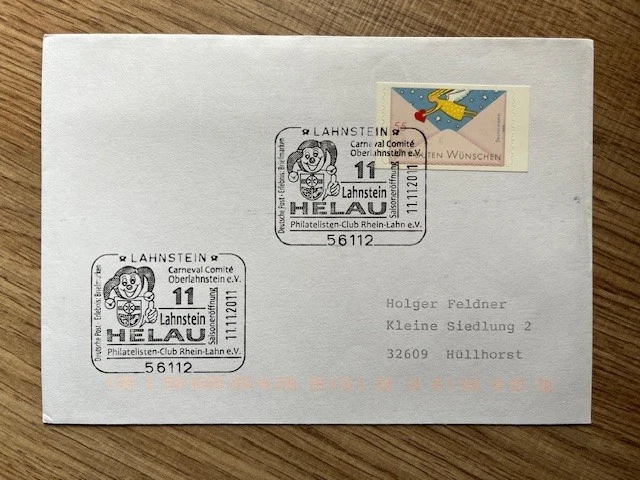 55
Deutschland
UTEN WÜNSCHEN
LAHNSTEIN
Deutsche Post · Erlebnis: Briefmarken
Carneval Comité
Oberlahnstein e.V.
11
Lahnstein
HELAU
Saisoneröffnung
11.11.2011
Philatelisten-Club Rhein-Lahn e.V.
56112
LAHNSTEIN
Deutsche Post · Erlebnis: Briefmarken
Carneval Comité
Oberlahnstein e.V.
11
Lahnstein
HELAU
Saisoneröffnung
11.11.2011
Philatelisten-Club Rhein-Lahn e.V.
56112
Holger Feldner
Kleine Siedlung 2
32609 Hüllhorst